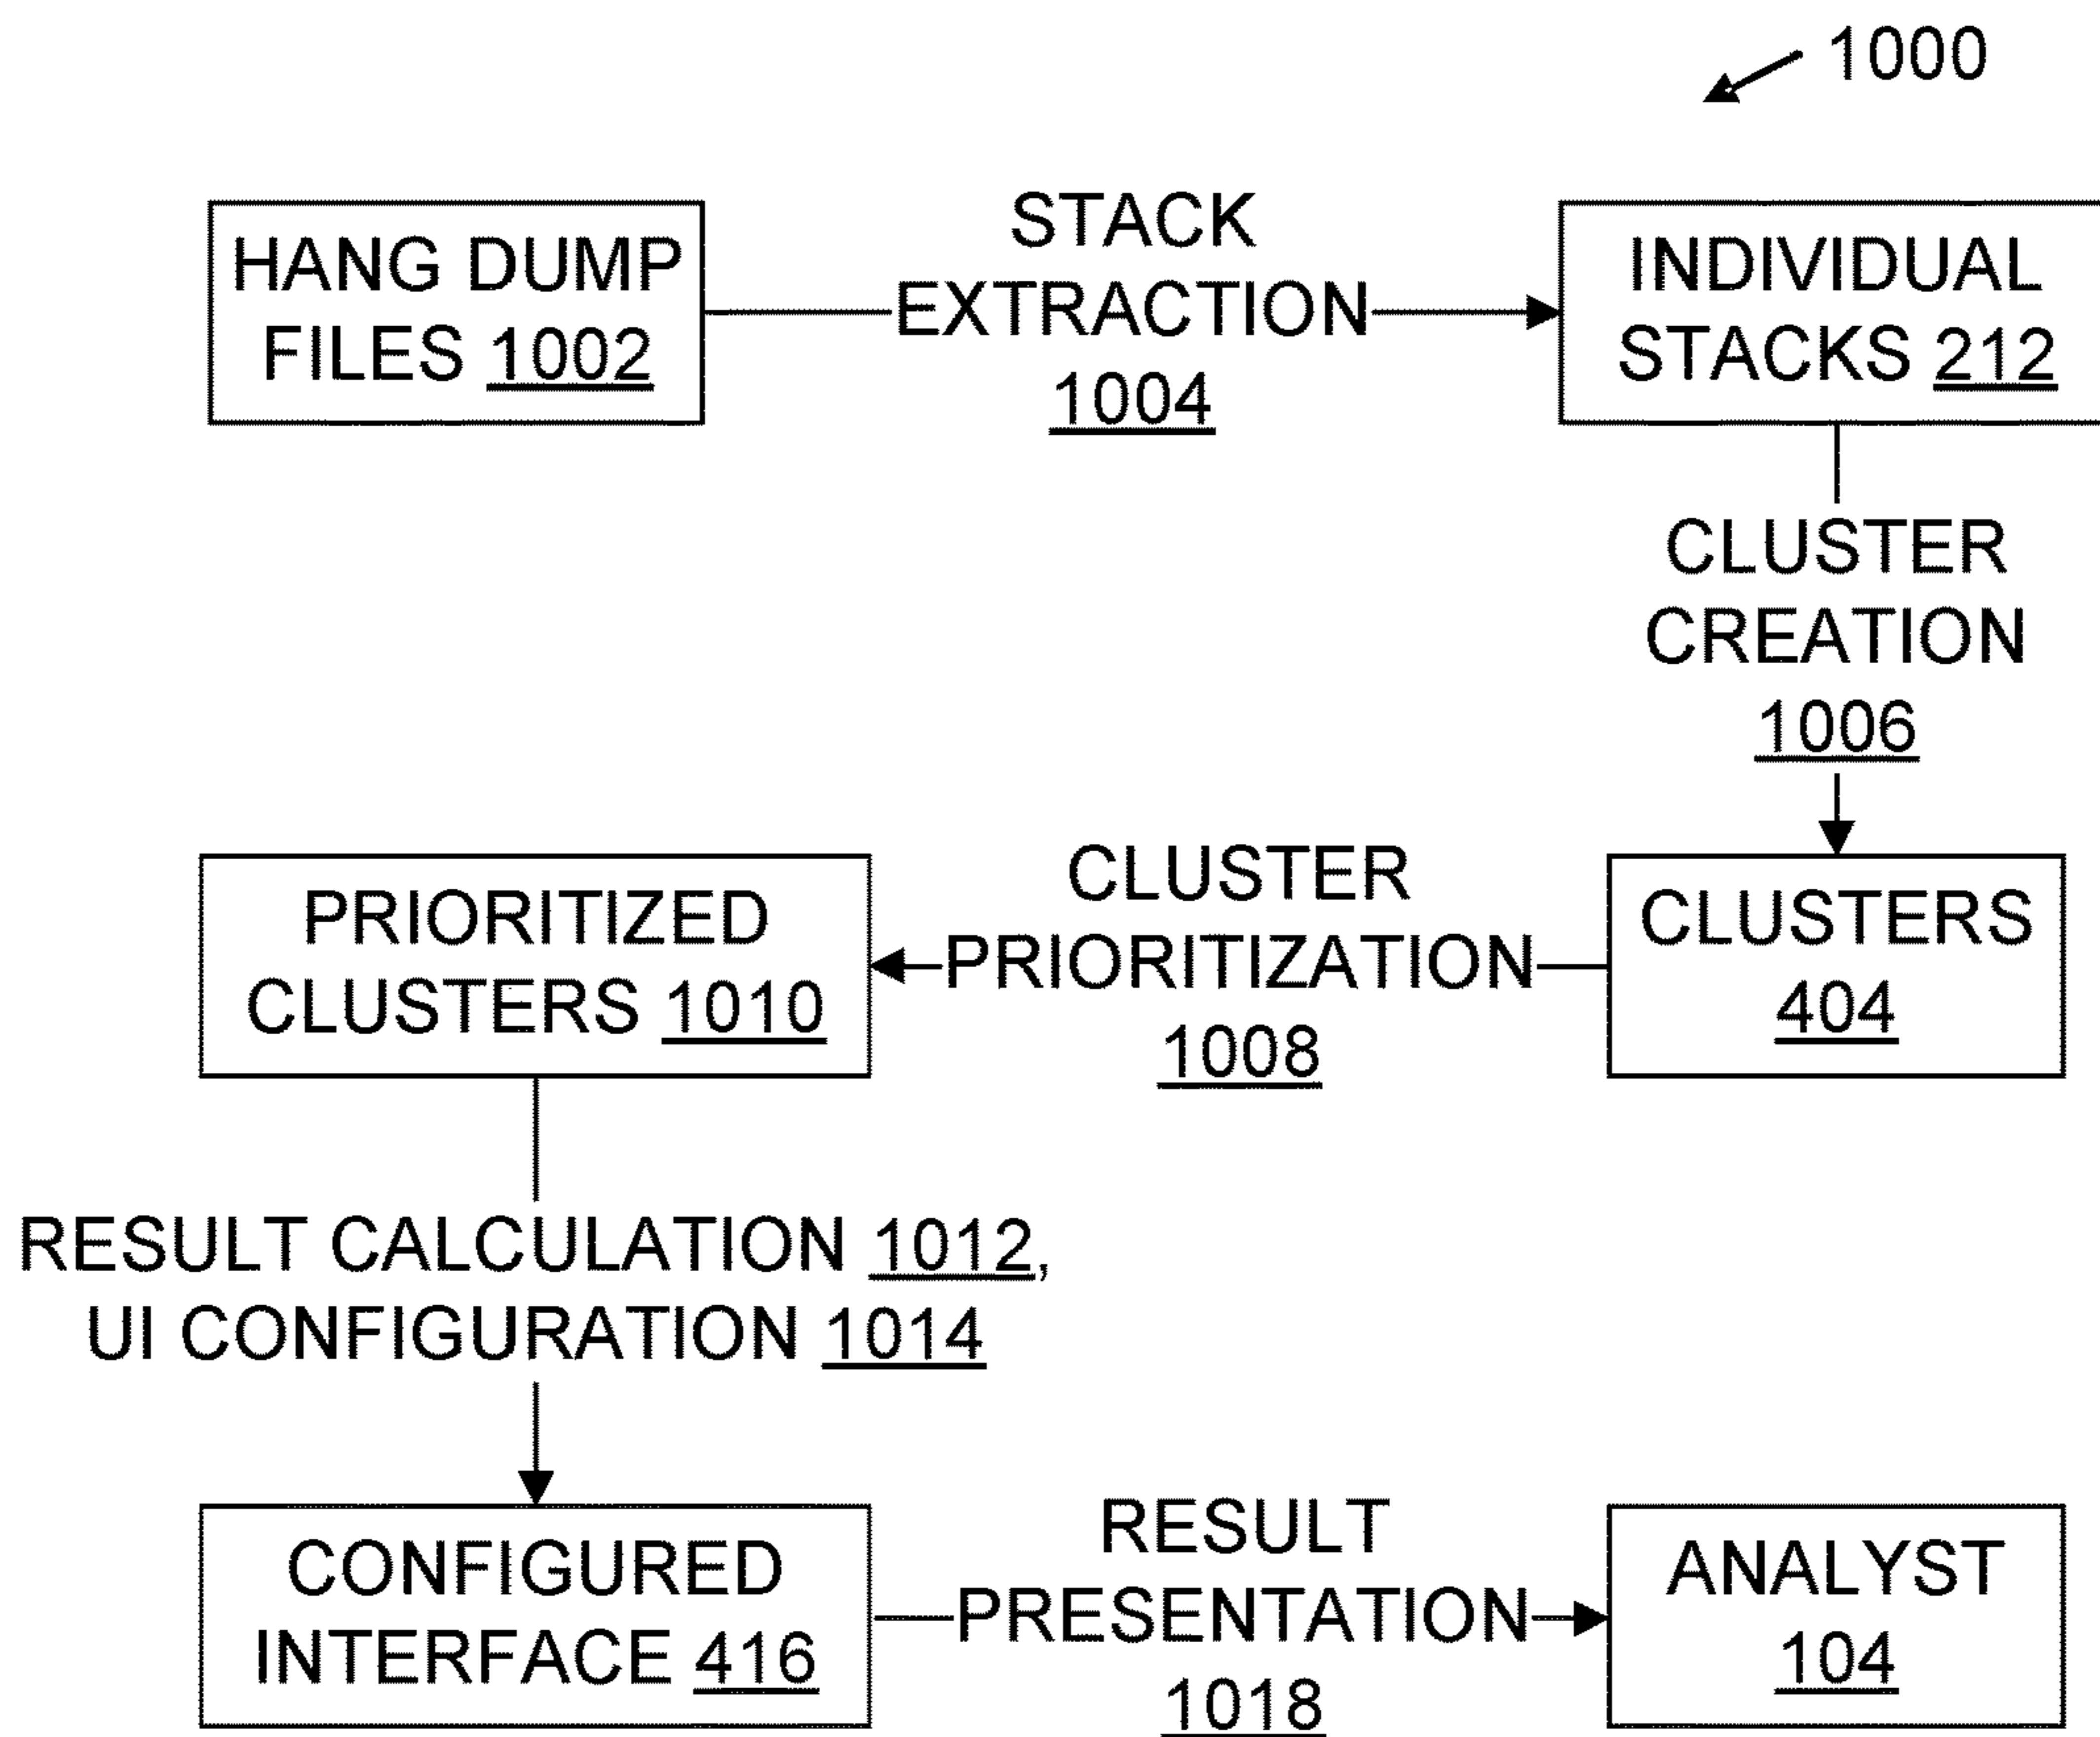 1000
HANG DUMP
FILES 1002
STACK
EXTRACTION
1004
INDIVIDUAL
STACKS 212
CLUSTER
CREATION
1006
CLUSTERS
404
CLUSTER
PRIORITIZATION
1008
PRIORITIZED
CLUSTERS 1010
RESULT CALCULATION 1012,
UI CONFIGURATION 1014
CONFIGURED
INTERFACE 416
RESULT
PRESENTATION
1018
ANALYST
104